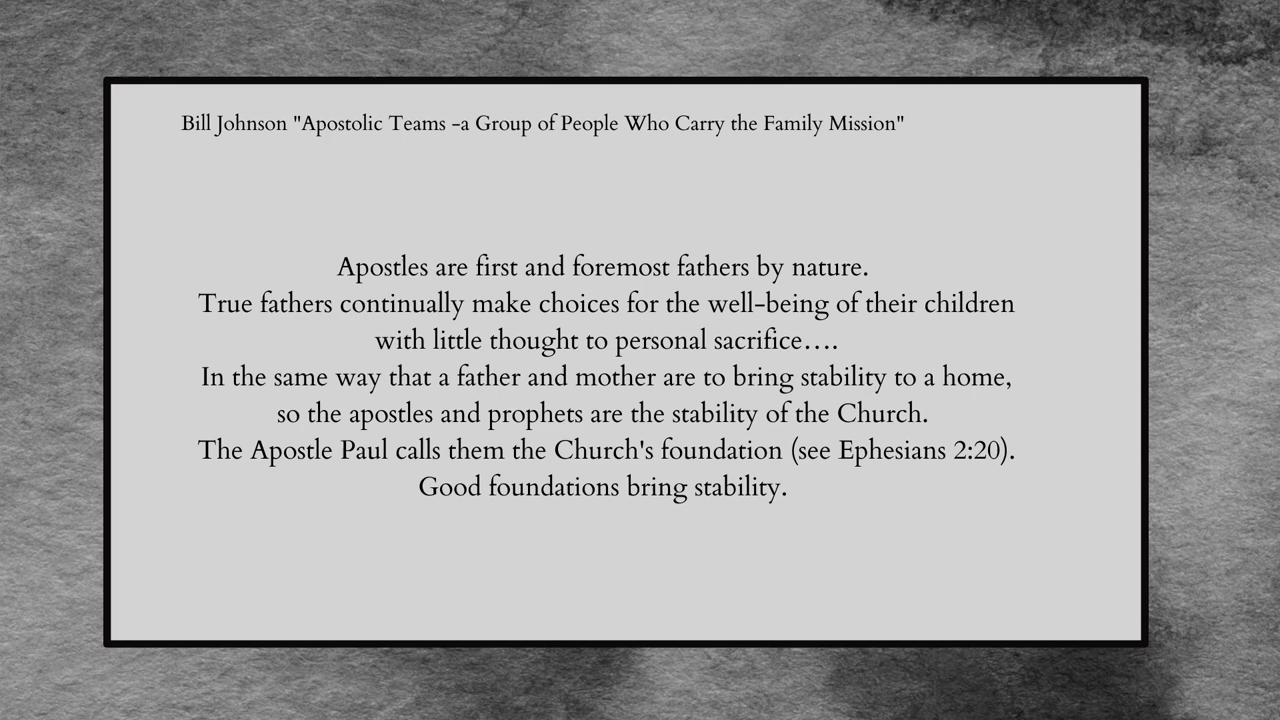 Bill Johnson "Apostolic Teams -a Group of People Who Carry the Family Mission"
Apostles are first and foremost fathers by nature.
True fathers continually make choices for the well-being of their children
with little thought to personal sacrifice….
In the same way that a father and mother are to bring stability to a home,
so the apostles and prophets are the stability of the Church.
The Apostle Paul calls them the Church's foundation (see Ephesians 2:20).
Good foundations bring stability.